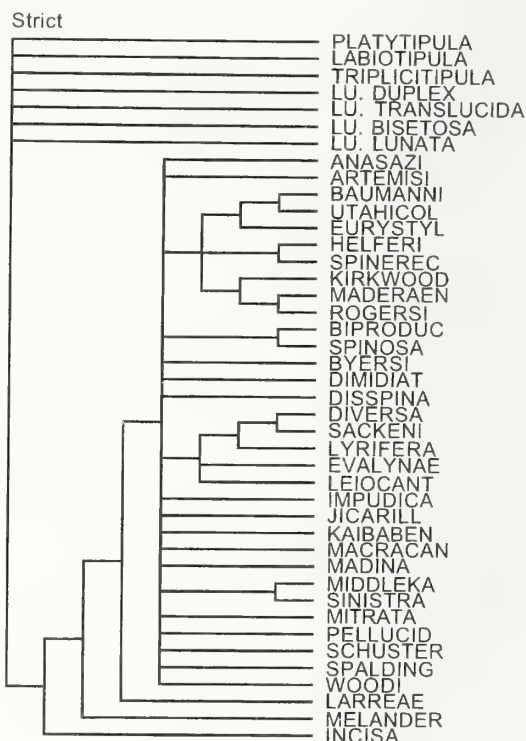 Strict
PLATYTIPULA
LABIOTIPULA
TRIPLICITIPULA
LU. DUPLEX
LU. TRANSLUCIDA
LU. BISETOSA
LU. LUNATA
ANASAZI
ARTEMISI
BAUMANNI
UTAHICOL
EURYSTYL
HELFERI
SPINEREC
KIRKWOOD
MADERAEN
ROGERSI
BIPRODUC
SPINOSA
BYERSI
DIMIDIAT
DISSPINA
DIVERSA
SACKENI
LYRIFERA
EVALYNAE
LEIOCANT
IMPUDICA
JICARILL
KAIBABEN
MACRACAN
MADINA
MIDDLEKA
SINISTRA
MITRATA
PELLUCID
SCHUSTER
SPALDING
WOODI
LARREAE
MELANDER
INCISA